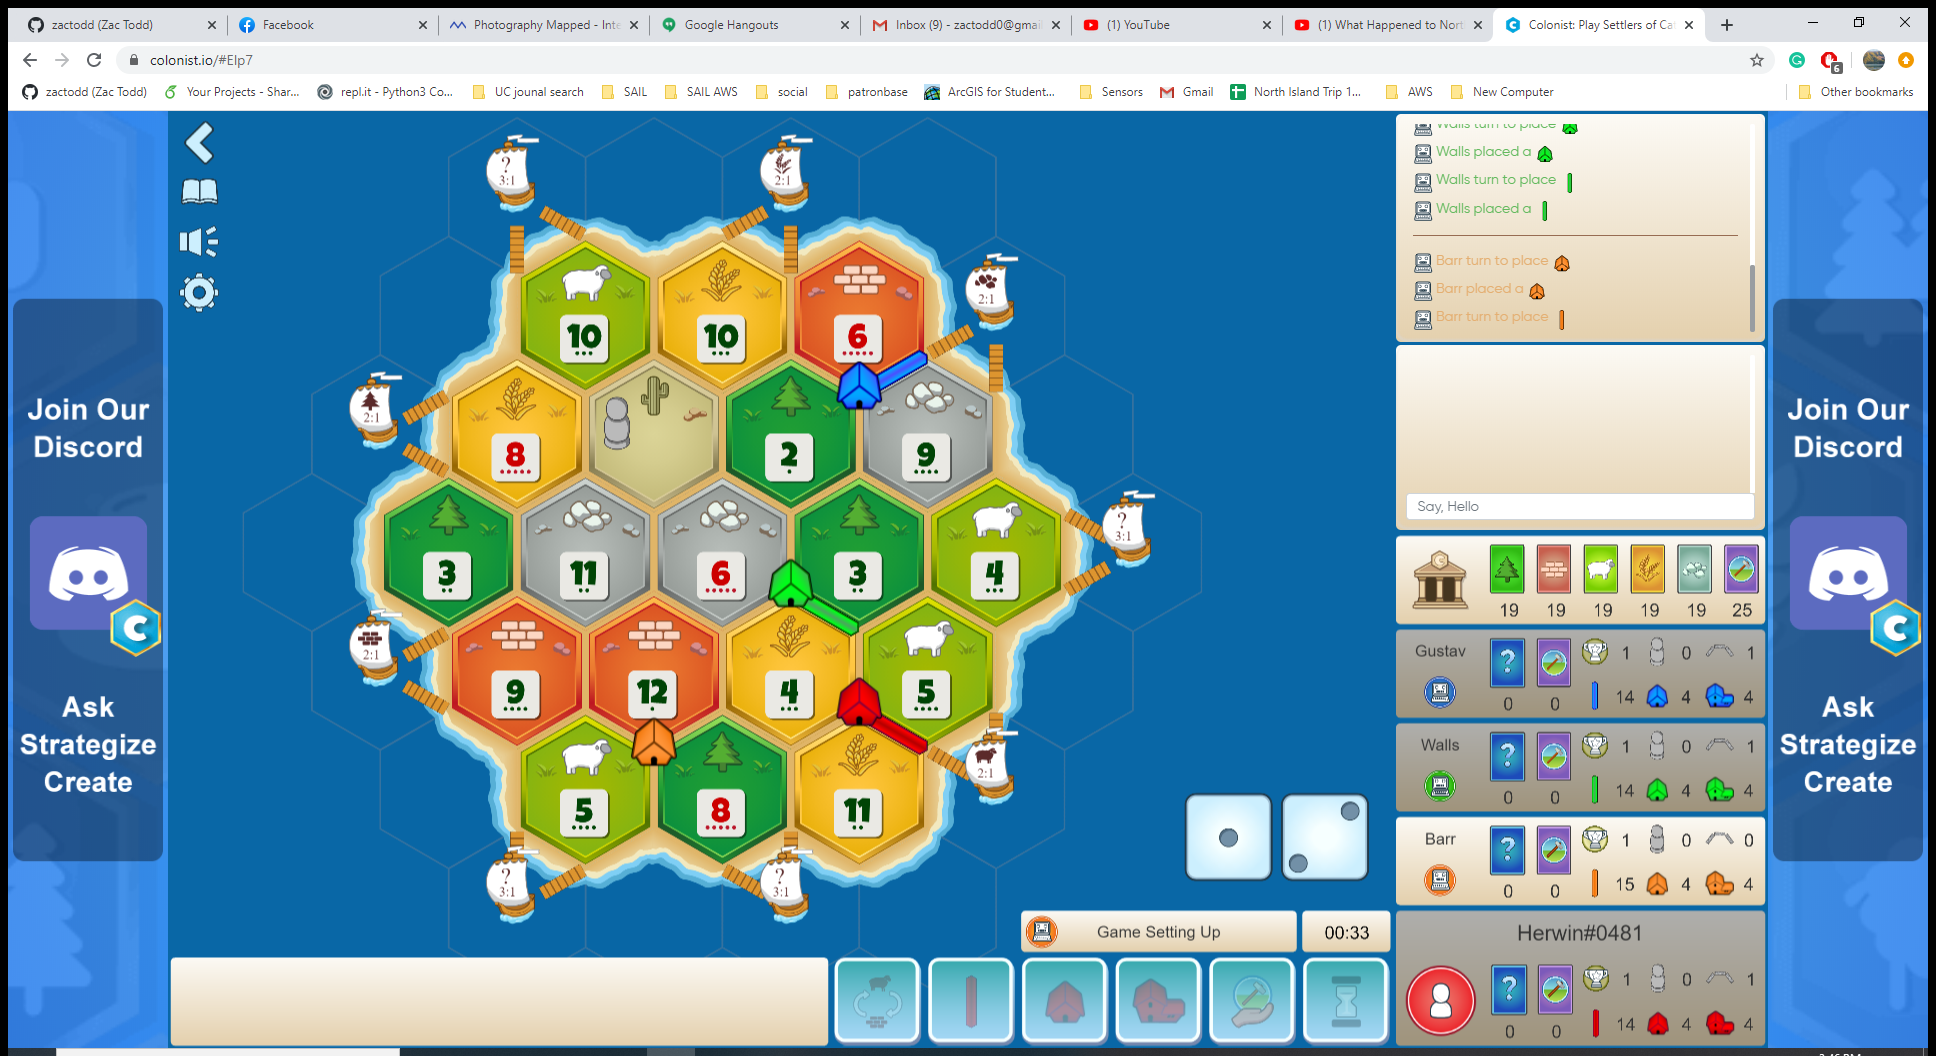 zactodd (Zac Todd)
Facebook
Photography Mapped - Inte
Google Hangouts
Inbox (9) - zactodd0@gmai
(1) YouTube
(1) What Happened to Nort
Colonist: Play Settlers of Ca
colonist.io/#EIp7
6
zactodd (Zac Todd)
Your Projects - Shar...
repl.it - Python3 Co...
UC jounal search
SAIL
SAIL AWS
social
patronbase
ArcGIS for Student...
Sensors
Gmail
North Island Trip 1...
AWS
New Computer
Other bookmarks
Join Our
Discord
C
Ask
Strategize
Create
?
3:1
2:1
2:1
2:1
?
3:1
2:1
2:1
?
3:1
?
3:1
10
10
6
8
2
9
3
11
6
3
4
9
12
4
5
5
8
11
Game Setting Up
00:33
Walls turn to place
Walls placed a
Walls turn to place
Walls placed a
Barr turn to place
Barr placed a
Barr turn to place
Say, Hello
C
19
19
19
19
19
25
Gustav
?
1
0
1
0
0
14
4
4
Walls
?
1
0
1
0
0
14
4
4
Barr
?
1
0
0
0
0
15
4
4
Herwin#0481
?
1
0
1
0
0
14
4
4
Join Our
Discord
C
Ask
Strategize
Create